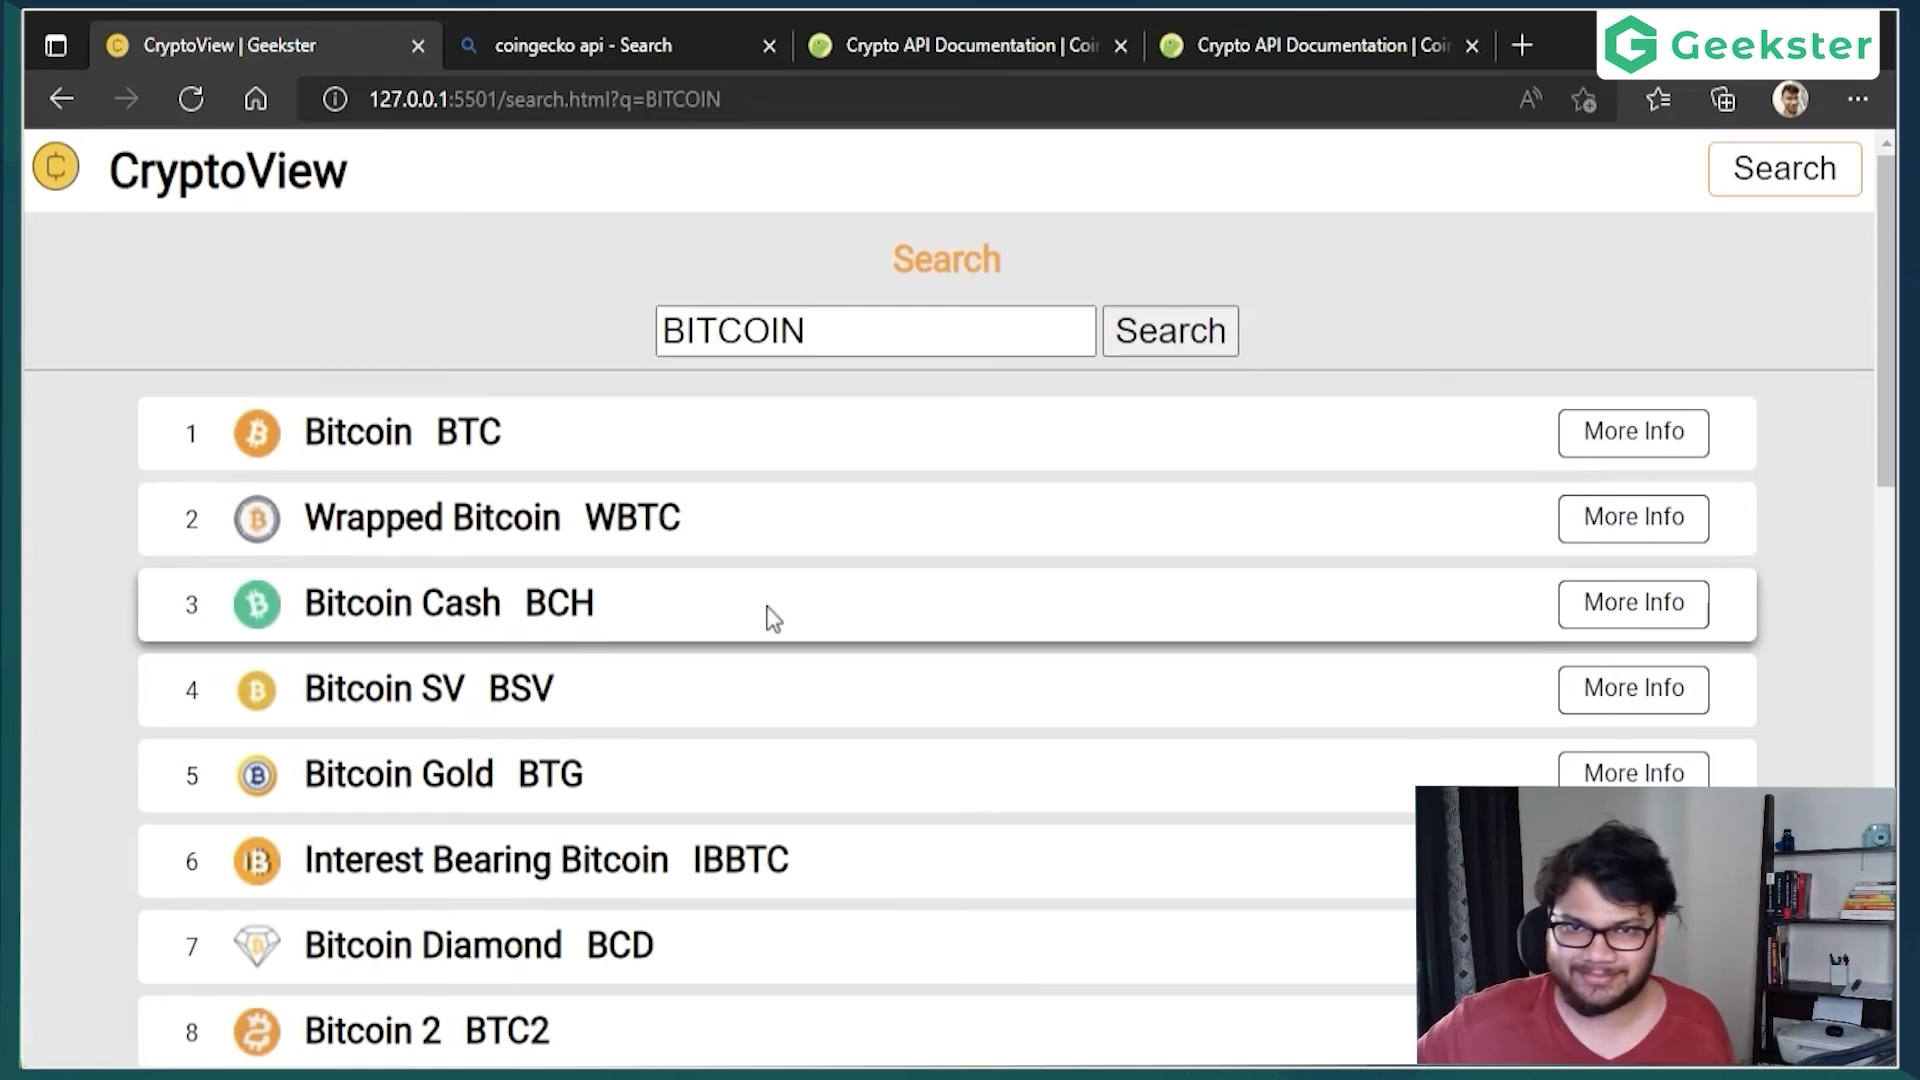 CryptoView | Geekster
coingecko api - Search
Crypto API Documentation | Coi
Crypto API Documentation | Coi
Geekster
127.0.0.1:5501/search.html?q=BITCOIN
CryptoView
Search
Search
BITCOIN
Search
1 Bitcoin BTC More Info
2 Wrapped Bitcoin WBTC More Info
3 Bitcoin Cash BCH More Info
4 Bitcoin SV BSV More Info
5 Bitcoin Gold BTG More Info
6 Interest Bearing Bitcoin IBBTC
7 Bitcoin Diamond BCD
8 Bitcoin 2 BTC2